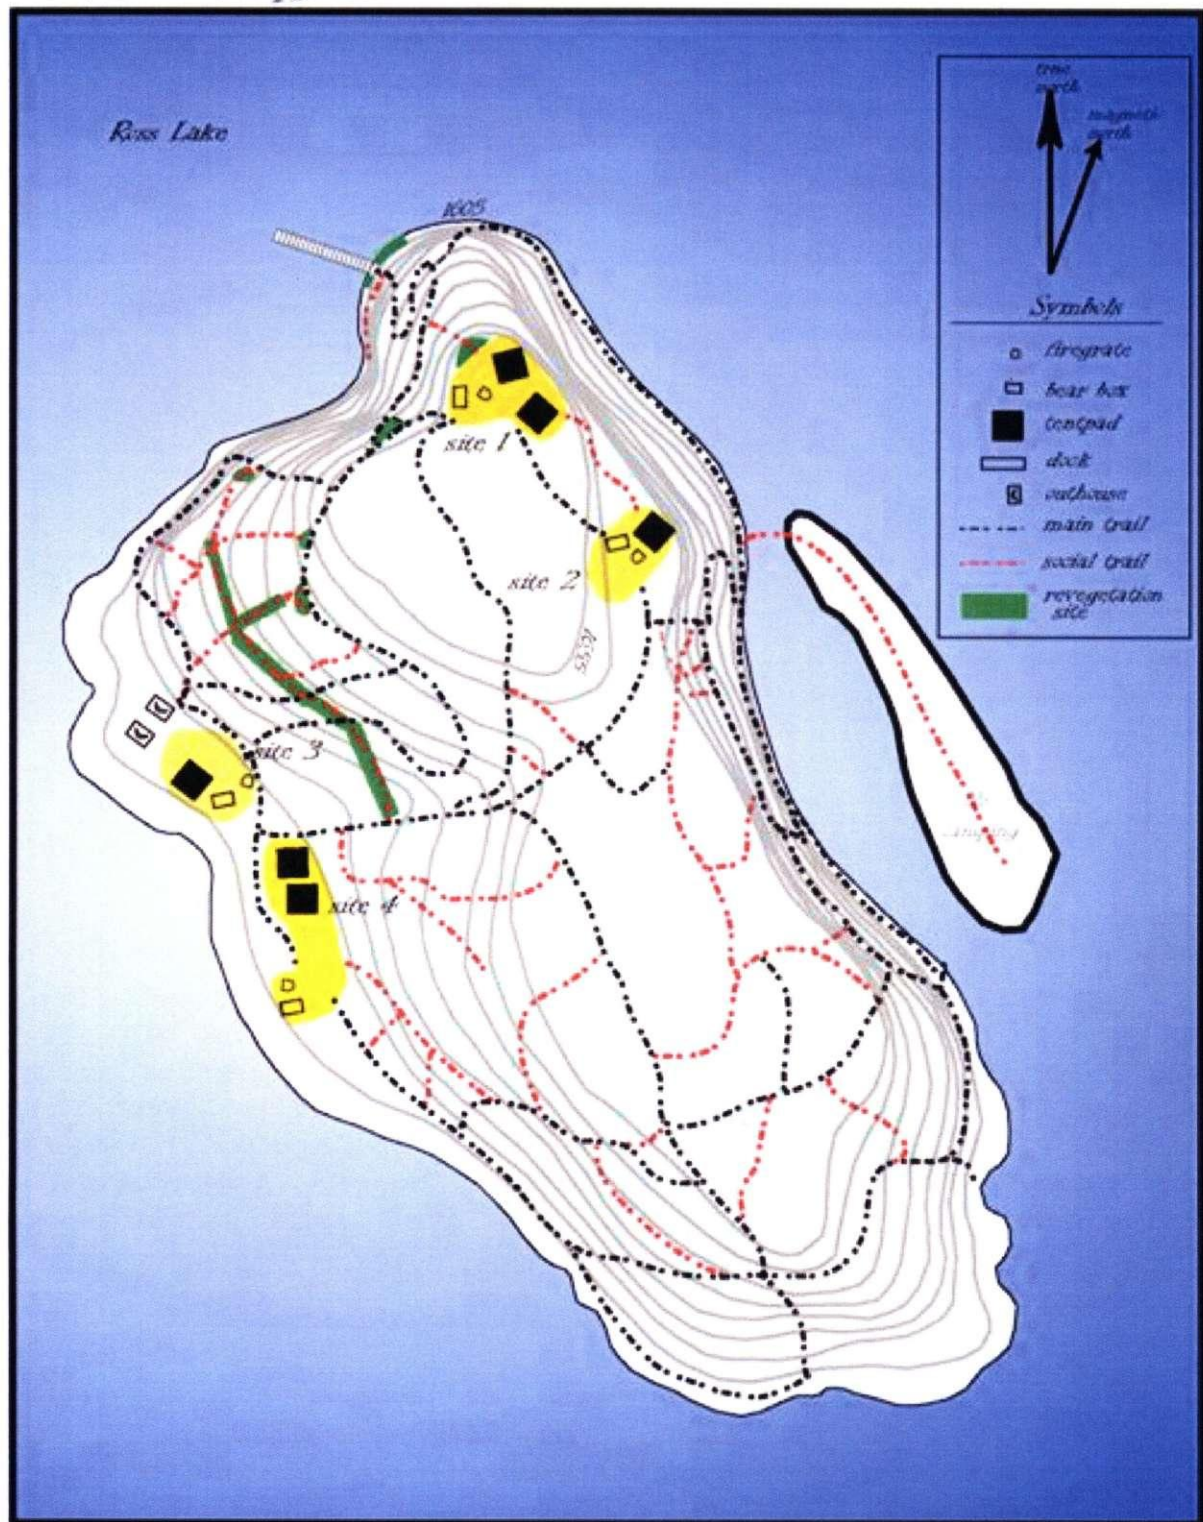 Ross Lake
true
north
magnetic
north
1605
Symbols
firegrate
bear box
tentpad
dock
outhouse
main trail
social trail
revegetation
site
site 1
site 2
site 3
site 4